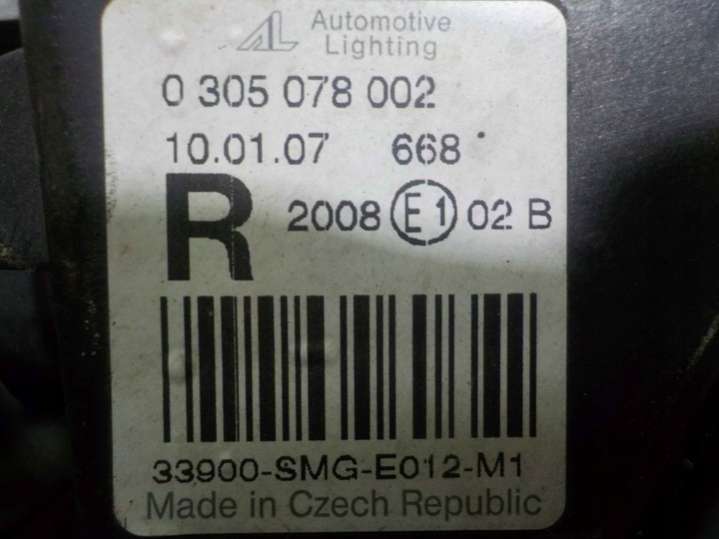 AL Automotive
Lighting
0 305 078 002
10.01.07 668
R 2008 E1 02 B
33900-SMG-E012-M1
Made in Czech Republic